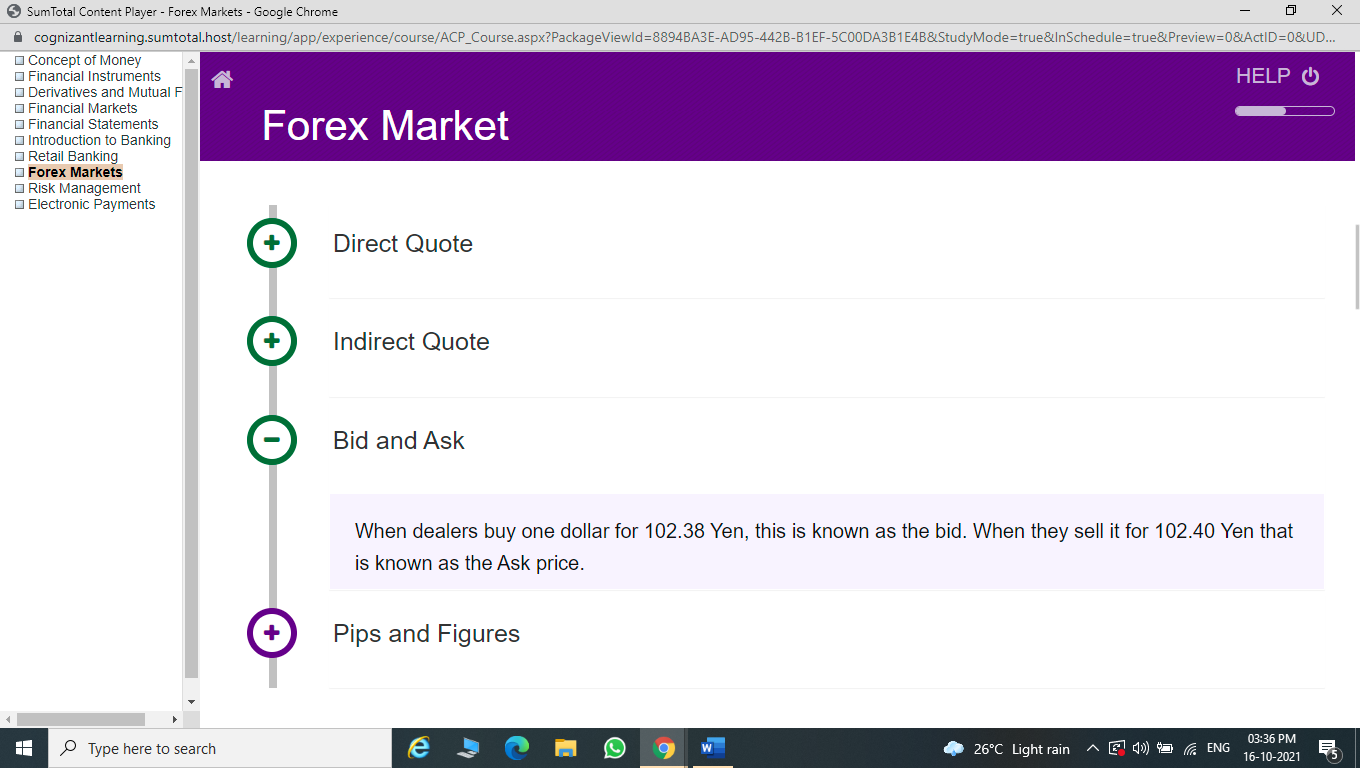 SumTotal Content Player - Forex Markets - Google Chrome
cognizantlearning.sumtotal.host/learning/app/experience/course/ACP_Course.aspx?PackageViewId=8894BA3E-AD95-442B-B1EF-5C00DA3B1E4B&StudyMode=true&InSchedule=true&Preview=0&ActID=0&UD...
Concept of Money
Financial Instruments
Derivatives and Mutual F
Financial Markets
Financial Statements
Introduction to Banking
Retail Banking
Forex Markets
Risk Management
Electronic Payments
HELP
Forex Market
Direct Quote
Indirect Quote
Bid and Ask
When dealers buy one dollar for 102.38 Yen, this is known as the bid. When they sell it for 102.40 Yen that
is known as the Ask price.
Pips and Figures
Type here to search
26°C Light rain
ENG
03:36 PM
16-10-2021
5